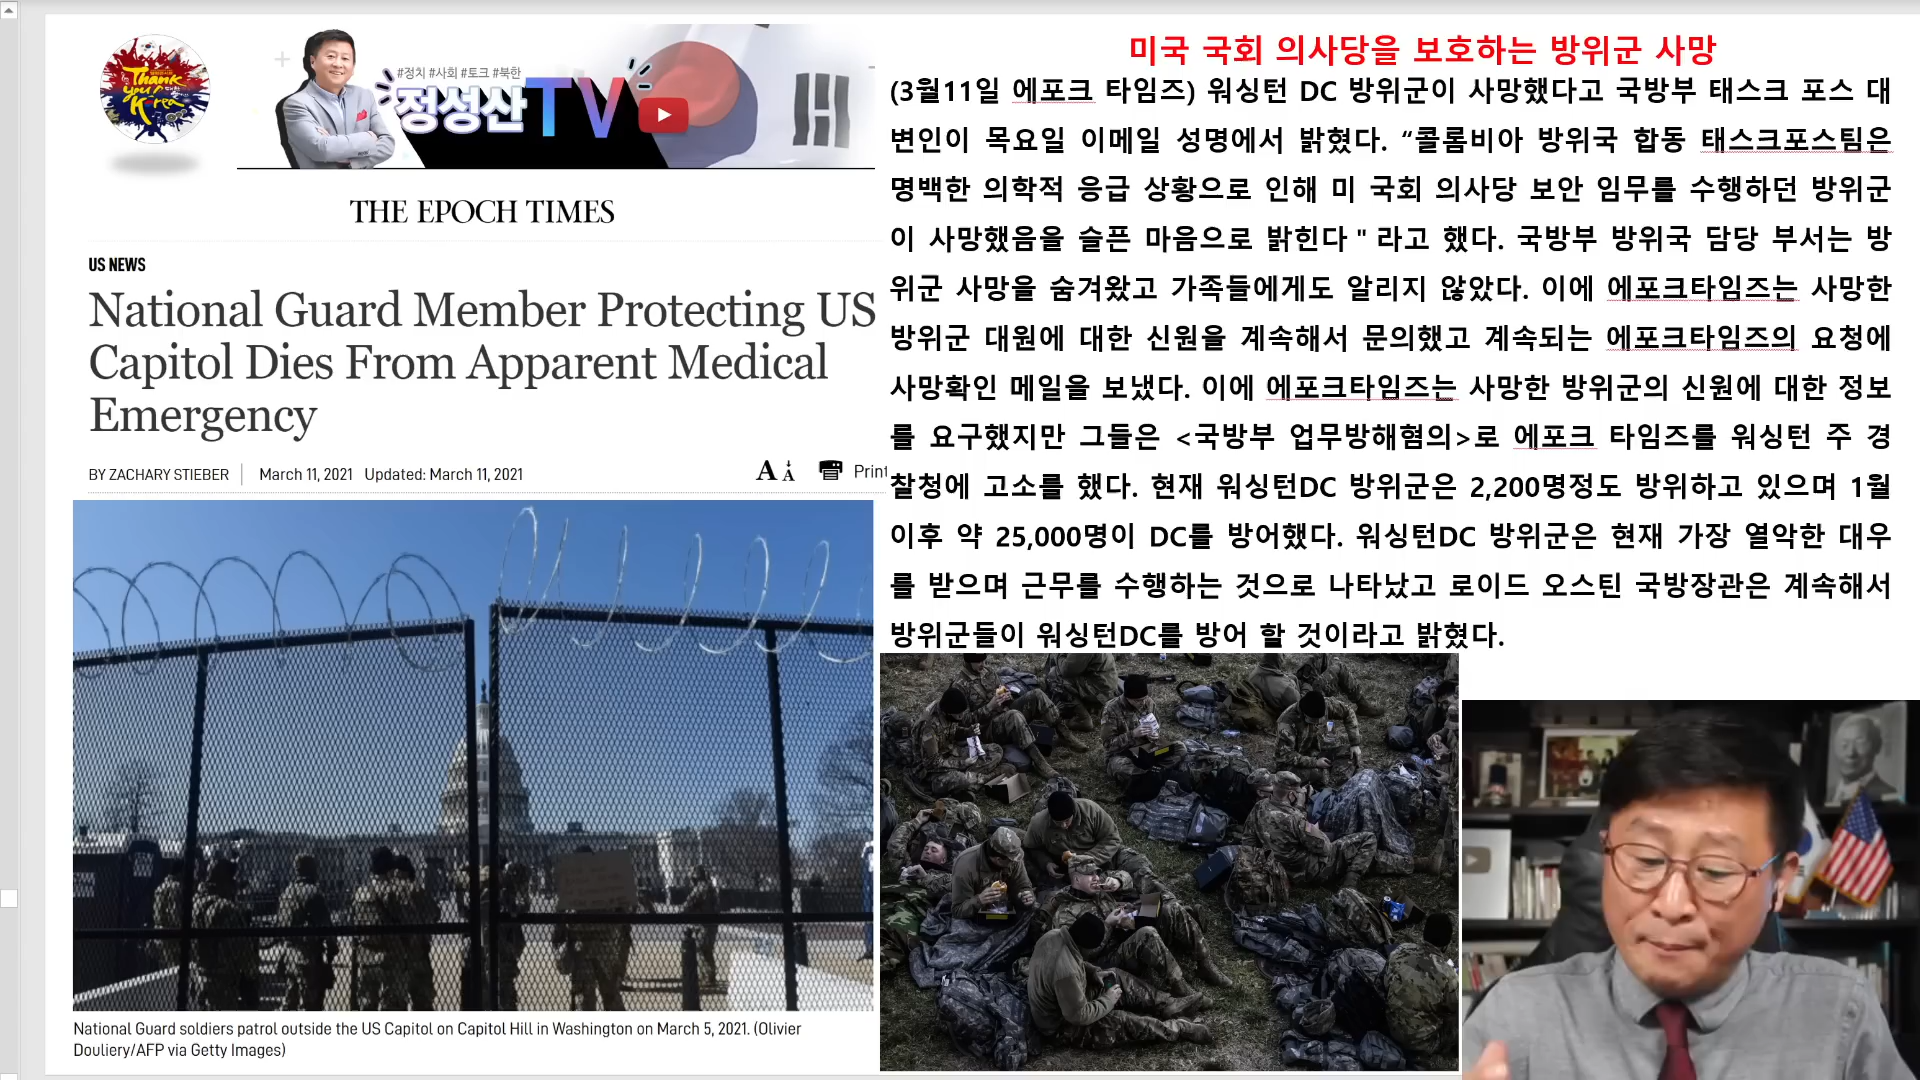 Thank
you
Korea
#정치 #사회 #토크 #북한
정성산TV
THE EPOCH TIMES
US NEWS
National Guard Member Protecting US
Capitol Dies From Apparent Medical
Emergency
BY ZACHARY STIEBER March 11, 2021 Updated: March 11, 2021
A A Print
National Guard soldiers patrol outside the US Capitol on Capitol Hill in Washington on March 5, 2021. (Olivier
Douliery/AFP via Getty Images)
미국 국회 의사당을 보호하는 방위군 사망
(3월11일 에포크 타임즈) 워싱턴 DC 방위군이 사망했다고 국방부 태스크 포스 대
변인이 목요일 이메일 성명에서 밝혔다. “콜롬비아 방위국 합동 태스크포스팀은
명백한 의학적 응급 상황으로 인해 미 국회 의사당 보안 임무를 수행하던 방위군
이 사망했음을 슬픈 마음으로 밝힌다 " 라고 했다. 국방부 방위국 담당 부서는 방
위군 사망을 숨겨왔고 가족들에게도 알리지 않았다. 이에 에포크타임즈는 사망한
방위군 대원에 대한 신원을 계속해서 문의했고 계속되는 에포크타임즈의 요청에
사망확인 메일을 보냈다. 이에 에포크타임즈는 사망한 방위군의 신원에 대한 정보
를 요구했지만 그들은 <국방부 업무방해혐의>로 에포크 타임즈를 워싱턴 주 경
찰청에 고소를 했다. 현재 워싱턴DC 방위군은 2,200명정도 방위하고 있으며 1월
이후 약 25,000명이 DC를 방어했다. 워싱턴DC 방위군은 현재 가장 열악한 대우
를 받으며 근무를 수행하는 것으로 나타났고 로이드 오스틴 국방장관은 계속해서
방위군들이 워싱턴DC를 방어 할 것이라고 밝혔다.